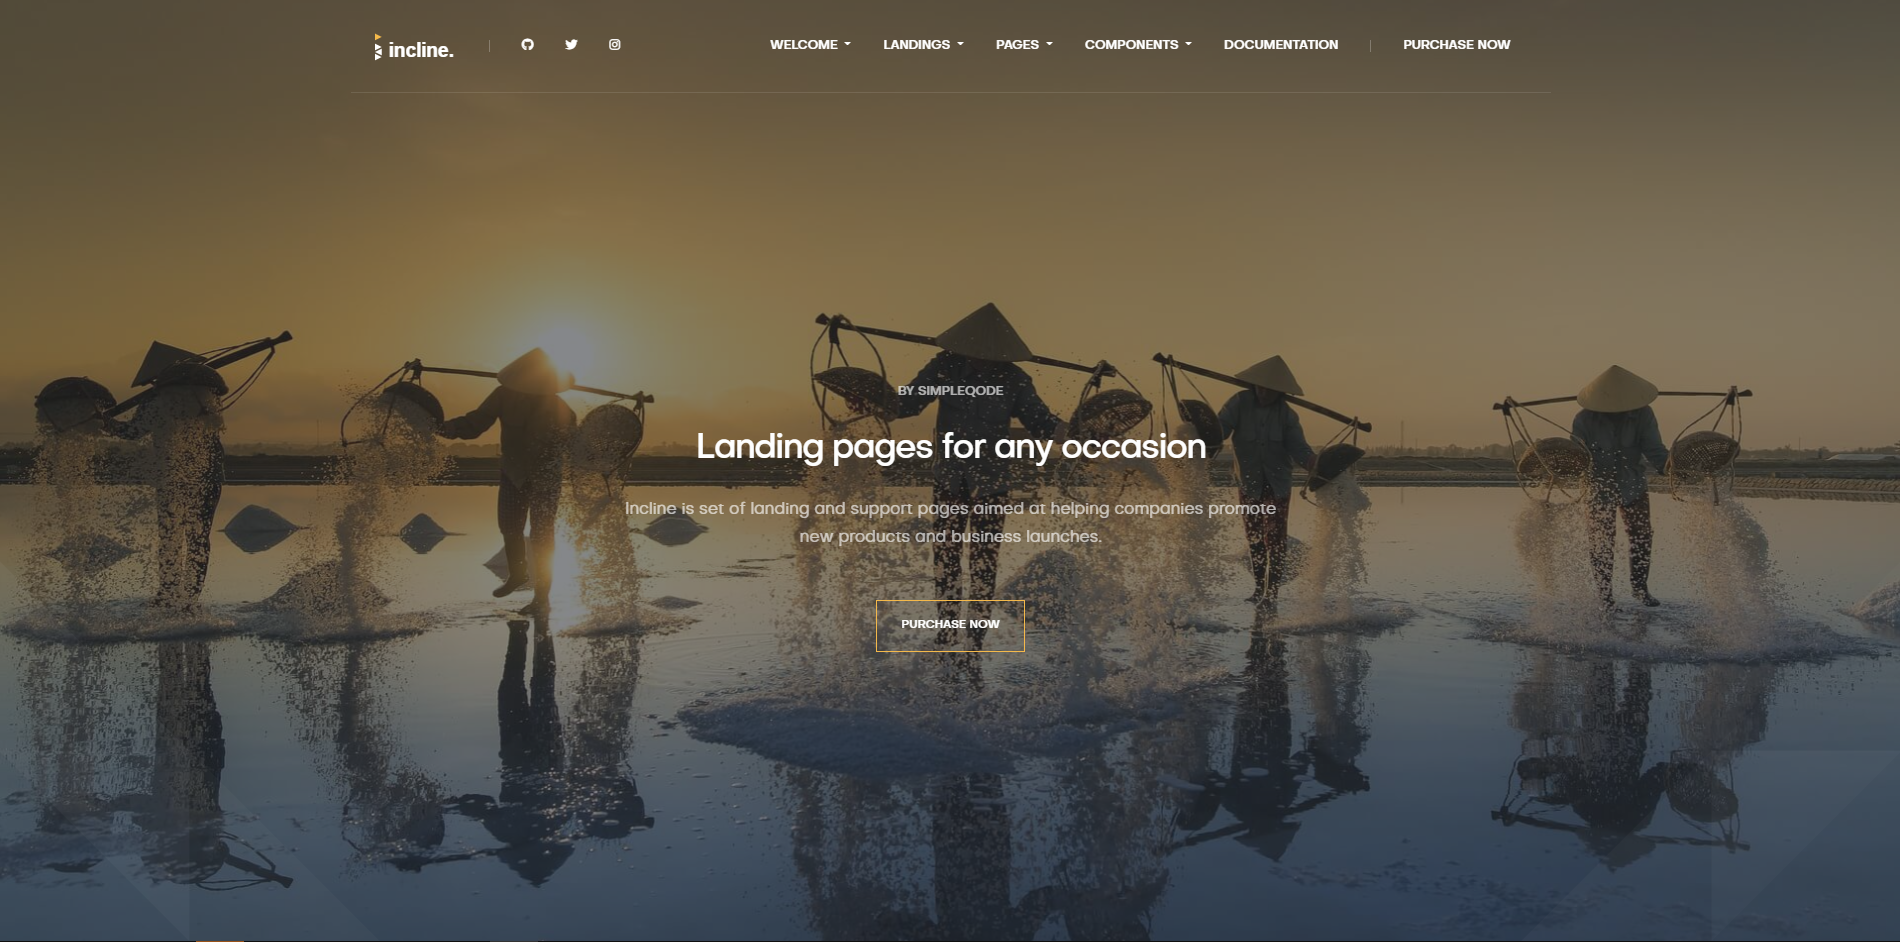 incline.
WELCOME
LANDINGS
PAGES
COMPONENTS
DOCUMENTATION
PURCHASE NOW
BY SIMPLEQODE
Landing pages for any occasion
Incline is set of landing and support pages aimed at helping companies promote
new products and business launches.
PURCHASE NOW